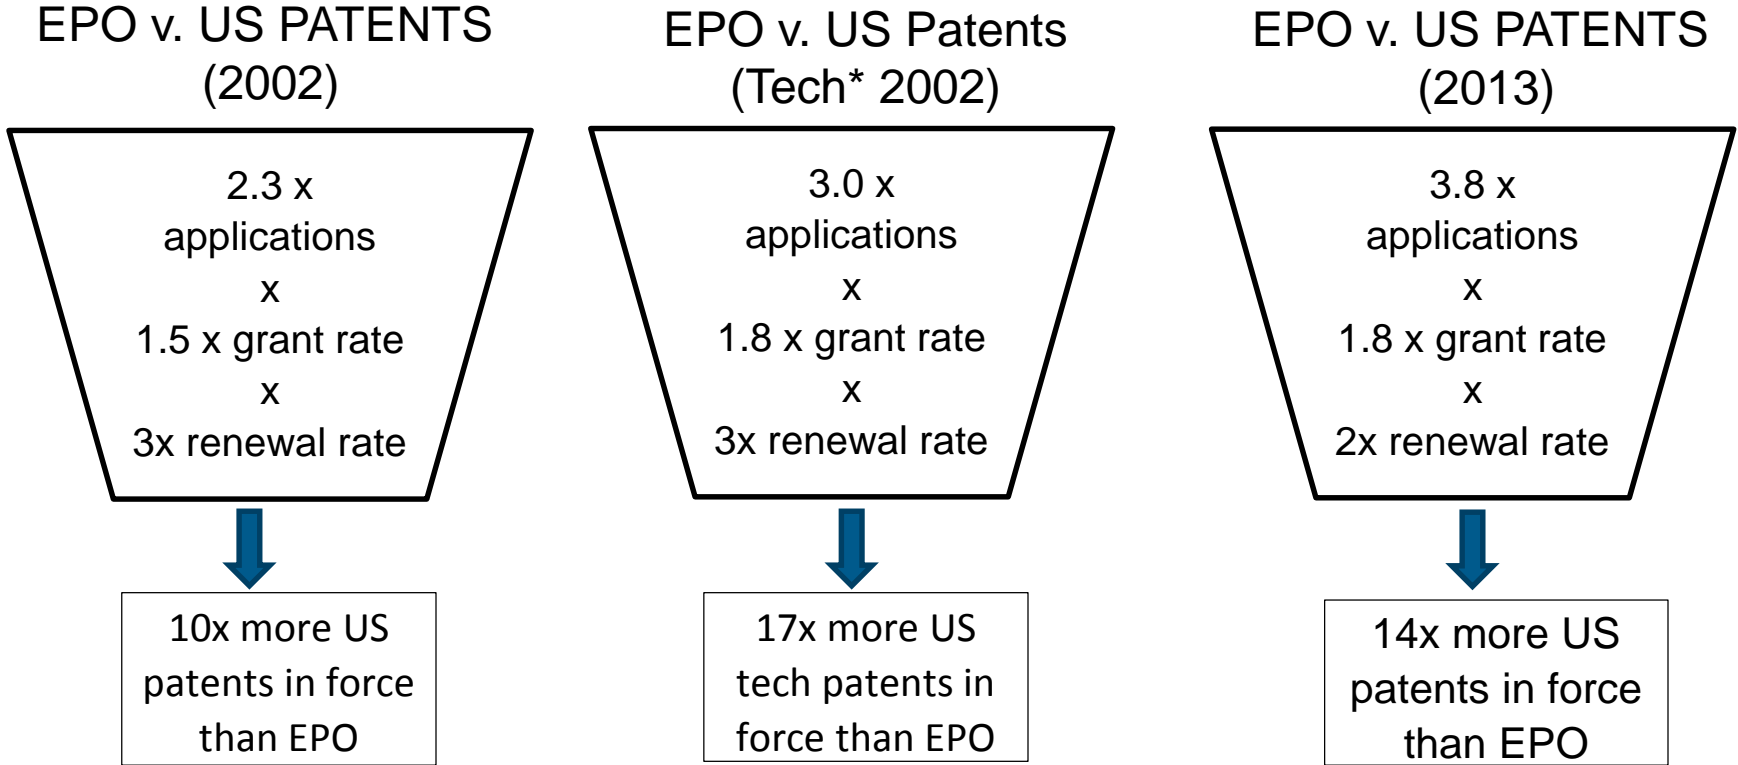 EPO v. US PATENTS
(2002)
2.3 x
applications
x
1.5 x grant rate
x
3x renewal rate
10x more US
patents in force
than EPO
EPO v. US Patents
(Tech* 2002)
3.0 x
applications
x
1.8 x grant rate
x
3x renewal rate
17x more US
tech patents in
force than EPO
EPO v. US PATENTS
(2013)
3.8 x
applications
x
1.8 x grant rate
x
2x renewal rate
14x more US
patents in force
than EPO